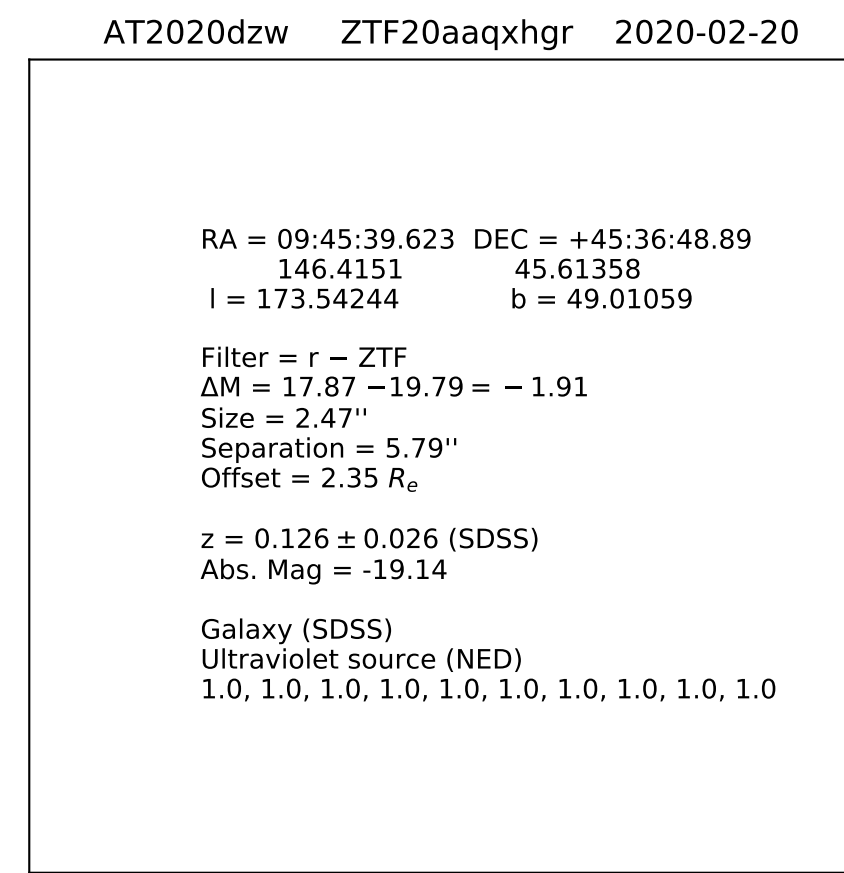 AT2020dzw ZTF20aaqxhgr 2020-02-20
RA = 09:45:39.623 DEC = +45:36:48.89
146.4151 45.61358
l = 173.54244 b = 49.01059
Filter = r − ZTF
ΔM = 17.87 −19.79 = − 1.91
Size = 2.47''
Separation = 5.79''
Offset = 2.35 Rₑ
z = 0.126 ± 0.026 (SDSS)
Abs. Mag = -19.14
Galaxy (SDSS)
Ultraviolet source (NED)
1.0, 1.0, 1.0, 1.0, 1.0, 1.0, 1.0, 1.0, 1.0, 1.0